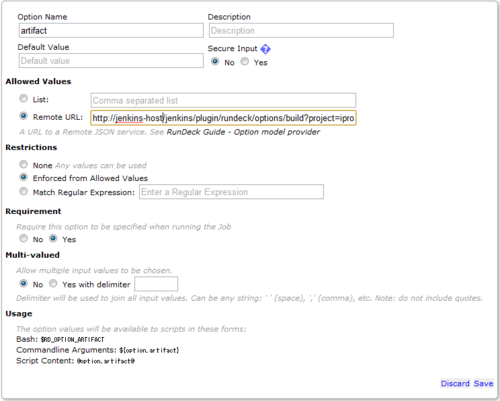 Option Name Description
artifact Description
Default Value Secure Input ?
Default value No Yes
Allowed Values
List: Comma separated list
Remote URL: http://jenkins-host/jenkins/plugin/rundeck/options/build?project=ipro
A URL to a Remote JSON service. See RunDeck Guide - Option model provider
Restrictions
None Any values can be used
Enforced from Allowed Values
Match Regular Expression: Enter a Regular Expression
Requirement
Require this option to be specified when running the Job
No Yes
Multi-valued
Allow multiple input values to be chosen.
No Yes with delimiter
Delimiter will be used to join all input values. Can be any string: ' ' (space), ',' (comma), etc. Note: do not include quotes.
Usage
The option values will be available to scripts in these forms:
Bash: $RD_OPTION_ARTIFACT
Commandline Arguments: ${option.artifact}
Script Content: @option.artifact@
Discard Save